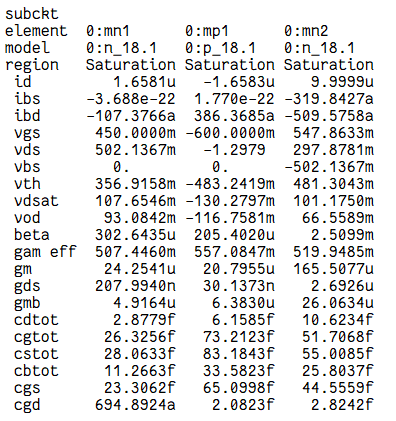 subckt
element 0:mn1 0:mp1 0:mn2
model 0:n_18.1 0:p_18.1 0:n_18.1
region Saturation Saturation Saturation
id 1.6581u -1.6583u 9.9999u
ibs -3.688e-22 1.770e-22 -319.8427a
ibd -107.3766a 386.3685a -509.5758a
vgs 450.0000m -600.0000m 547.8633m
vds 502.1367m -1.2979 297.8781m
vbs 0. 0. -502.1367m
vth 356.9158m -483.2419m 481.3043m
vdsat 107.6546m -130.2797m 101.1750m
vod 93.0842m -116.7581m 66.5589m
beta 302.6435u 205.4020u 2.5099m
gam eff 507.4460m 557.0847m 519.9485m
gm 24.2541u 20.7955u 165.5077u
gds 207.9940n 30.1373n 2.6926u
gmb 4.9164u 6.3830u 26.0634u
cdtot 2.8779f 6.1585f 10.6234f
cgtot 26.3256f 73.2123f 51.7068f
cstot 28.0633f 83.1843f 55.0085f
cbtot 11.2663f 33.5823f 25.8037f
cgs 23.3062f 65.0998f 44.5559f
cgd 694.8924a 2.0823f 2.8242f